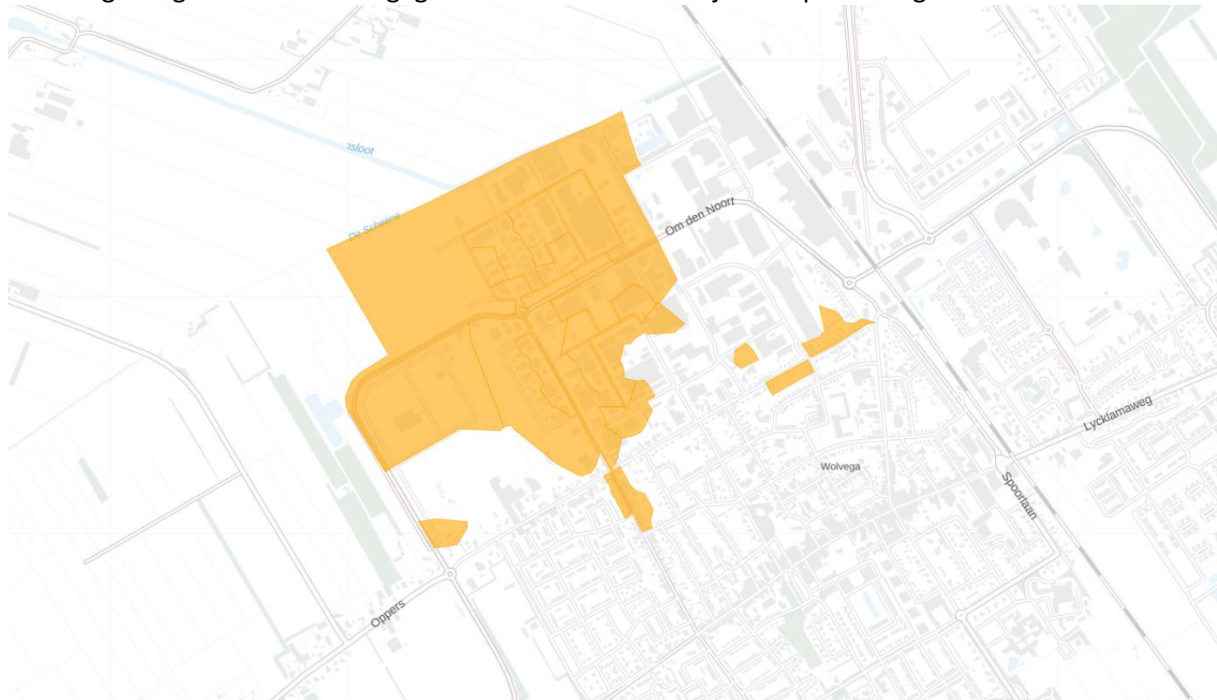 sloot
De Scheene
Om den Noort
Lycklamaweg
Wolvega
Spoorlaan
Oppers